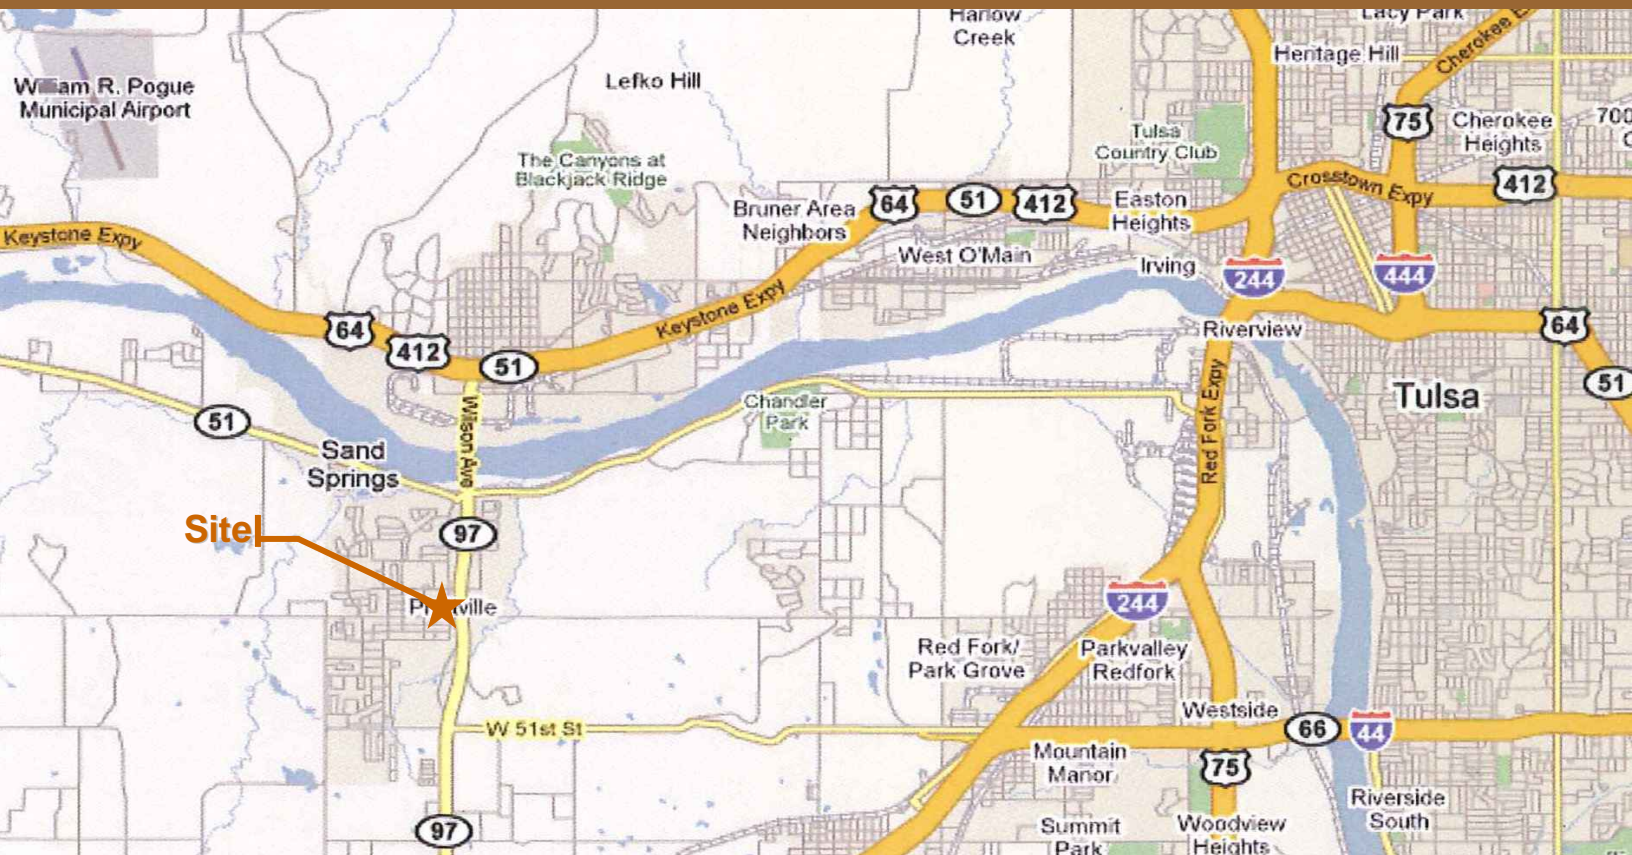 Harlow
Creek
Lacy Park
Heritage Hill
Cherokee
Lefko Hill
R. Pogue
Municipal Airport
75
Cherokee
Heights
700
Tulsa
Country Club
The Canyons at
Blackjack Ridge
Crosstown Expy
412
64
51
412
Easton
Heights
Bruner Area
Neighbors
Keystone Expy
West O'Main
Irving
244
444
Keystone Expy
64
412
51
Riverview
64
51
Tulsa
Chandler
Park
51
Wilson Ave
Red Fork Expy
Sand
Springs
Site
97
244
Red Fork/
Park Grove
Parkvalley
Redfork
W 51st St
Westside
66
44
Mountain
Manor
75
Riverside
South
97
Summit
Park
Woodview
Heights